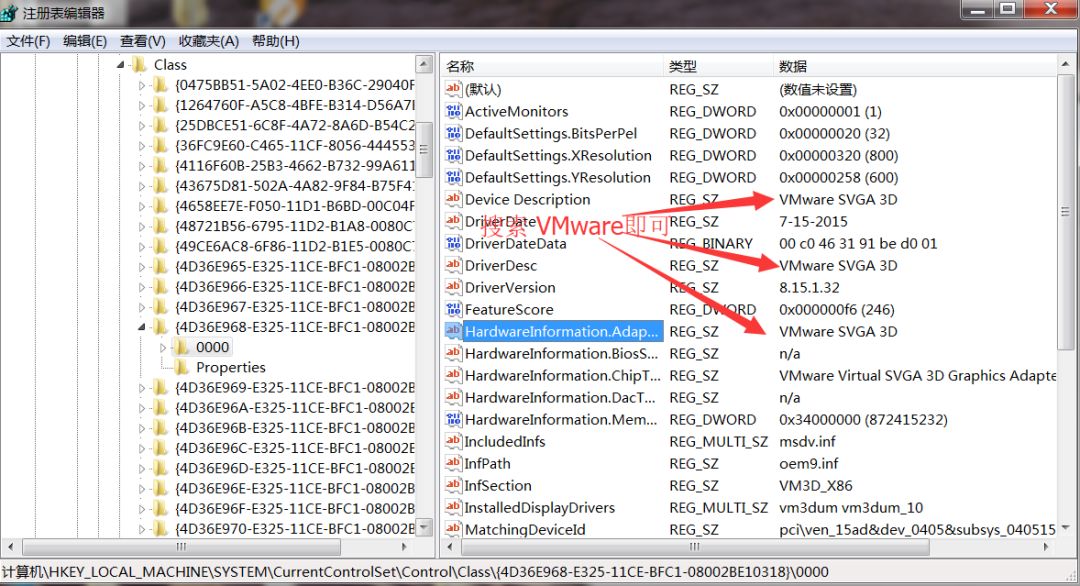 注册表编辑器
文件(F) 编辑(E) 查看(V) 收藏夹(A) 帮助(H)
Class
{0475BB51-5A02-4EE0-B36C-29040F
{1264760F-A5C8-4BFE-B314-D56A7
{25DBCE51-6C8F-4A72-8A6D-B54C2
{36FC9E60-C465-11CF-8056-444553
{4116F60B-25B3-4662-B732-99A611
{43675D81-502A-4A82-9F84-B75F4
{4658EE7E-F050-11D1-B6BD-00C04F
{48721B56-6795-11D2-B1A8-0080C
{49CE6AC8-6F86-11D2-B1E5-0080C
{4D36E965-E325-11CE-BFC1-08002B
{4D36E966-E325-11CE-BFC1-08002B
{4D36E967-E325-11CE-BFC1-08002B
{4D36E968-E325-11CE-BFC1-08002B
0000
Properties
{4D36E969-E325-11CE-BFC1-08002B
{4D36E96A-E325-11CE-BFC1-08002B
{4D36E96B-E325-11CE-BFC1-08002B
{4D36E96C-E325-11CE-BFC1-08002B
{4D36E96D-E325-11CE-BFC1-08002B
{4D36E96E-E325-11CE-BFC1-08002B
{4D36E96F-E325-11CE-BFC1-08002B
{4D36E970-E325-11CE-BFC1-08002B
名称 类型 数据
(默认) REG_SZ (数值未设置)
ActiveMonitors REG_DWORD 0x00000001 (1)
DefaultSettings.BitsPerPel REG_DWORD 0x00000020 (32)
DefaultSettings.XResolution REG_DWORD 0x00000320 (800)
DefaultSettings.YResolution REG_DWORD 0x00000258 (600)
Device Description REG_SZ VMware SVGA 3D
DriverDate REG_SZ 7-15-2015
搜索 VMware即可
DriverDateData REG_BINARY 00 c0 46 31 91 be d0 01
DriverDesc REG_SZ VMware SVGA 3D
DriverVersion REG_SZ 8.15.1.32
FeatureScore REG_DWORD 0x000000f6 (246)
HardwareInformation.Adap... REG_SZ VMware SVGA 3D
HardwareInformation.BiosS... REG_SZ n/a
HardwareInformation.ChipT... REG_SZ VMware Virtual SVGA 3D Graphics Adapte
HardwareInformation.DacT... REG_SZ n/a
HardwareInformation.Mem... REG_DWORD 0x34000000 (872415232)
IncludedInfs REG_MULTI_SZ msdv.inf
InfPath REG_SZ oem9.inf
InfSection REG_SZ VM3D_X86
InstalledDisplayDrivers REG_MULTI_SZ vm3dum vm3dum_10
MatchingDeviceId REG_SZ pci\ven_15ad&dev_0405&subsys_040515
计算机\HKEY_LOCAL_MACHINE\SYSTEM\CurrentControlSet\Control\Class\{4D36E968-E325-11CE-BFC1-08002BE10318}\0000